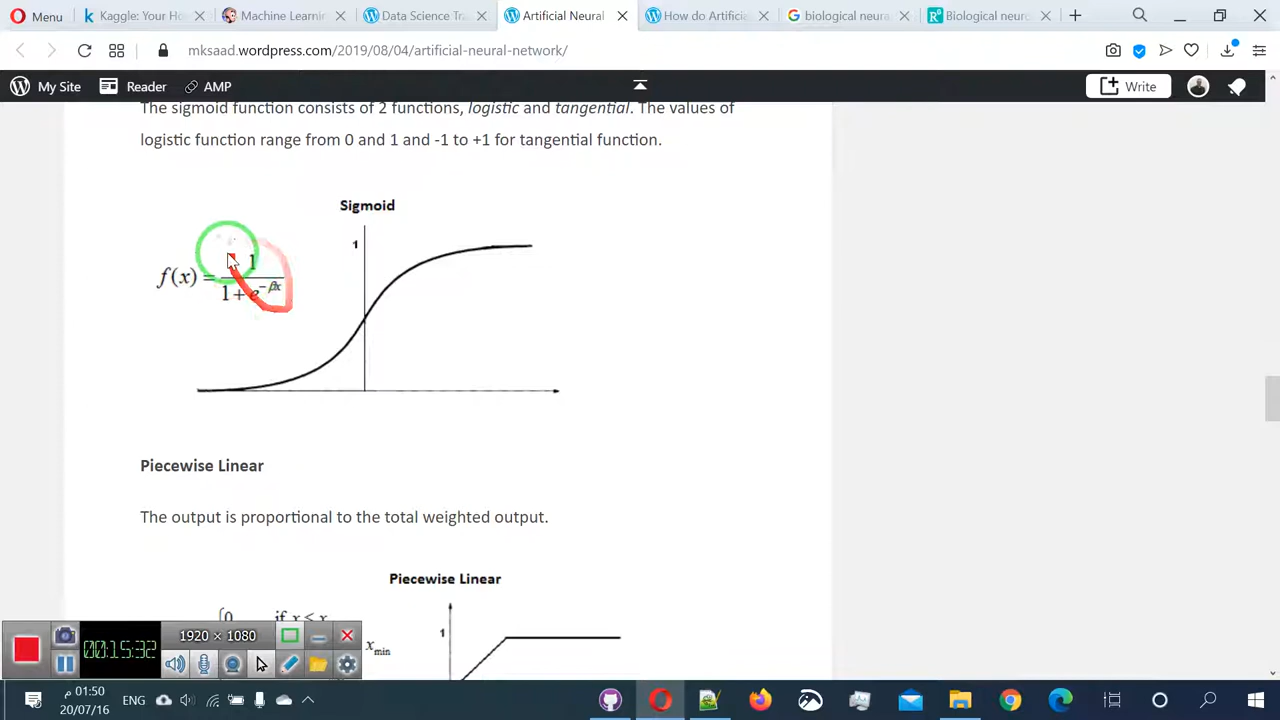 Menu
Kaggle: Your Ho
Machine Learnin
Data Science Tra
Artificial Neural
How do Artificia
biological neura
Biological neuro
mksaad.wordpress.com/2019/08/04/artificial-neural-network/
My Site
Reader
AMP
Write
The sigmoid function consists of 2 functions, logistic and tangential. The values of
logistic function range from 0 and 1 and -1 to +1 for tangential function.
Sigmoid
1
f(x) = 1 / 1 + e^-βx
Piecewise Linear
The output is proportional to the total weighted output.
Piecewise Linear
0 if x < x
1
x min
00:15:32
1920 × 1080
01:50 م
20/07/16
ENG